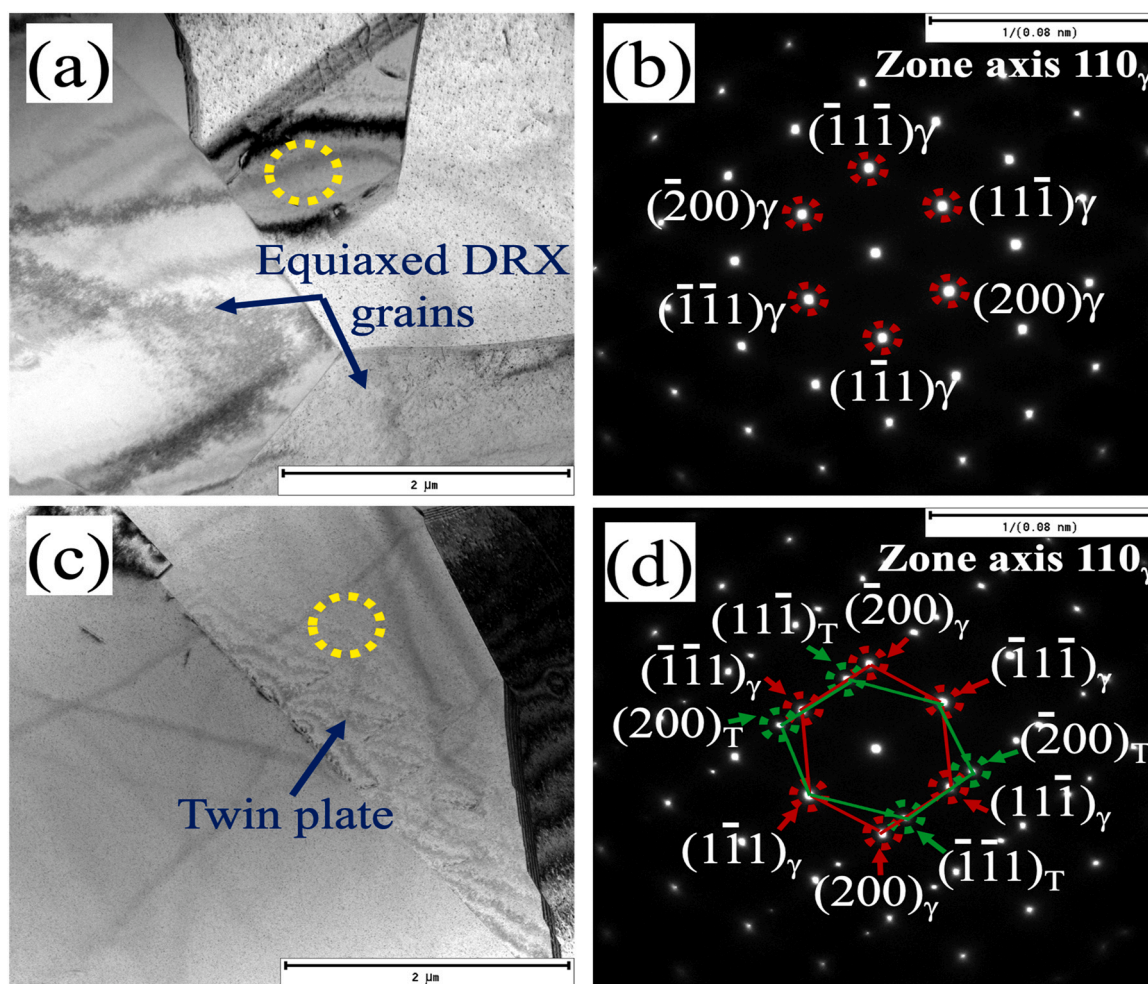 (a)
Equiaxed DRX
grains
2 µm
(b)
1/(0.08 nm)
Zone axis 110γ
(1̄11̄)γ
(2̄00)γ
(111̄)γ
(1̄1̄1)γ
(200)γ
(11̄1)γ
(c)
Twin plate
2 µm
(d)
1/(0.08 nm)
Zone axis 110γ
(111̄)T
(2̄00)γ
(1̄1̄1)γ
(1̄11̄)γ
(200)T
(2̄00)T
(111̄)γ
(11̄1)γ
(1̄1̄1)T
(200)γ